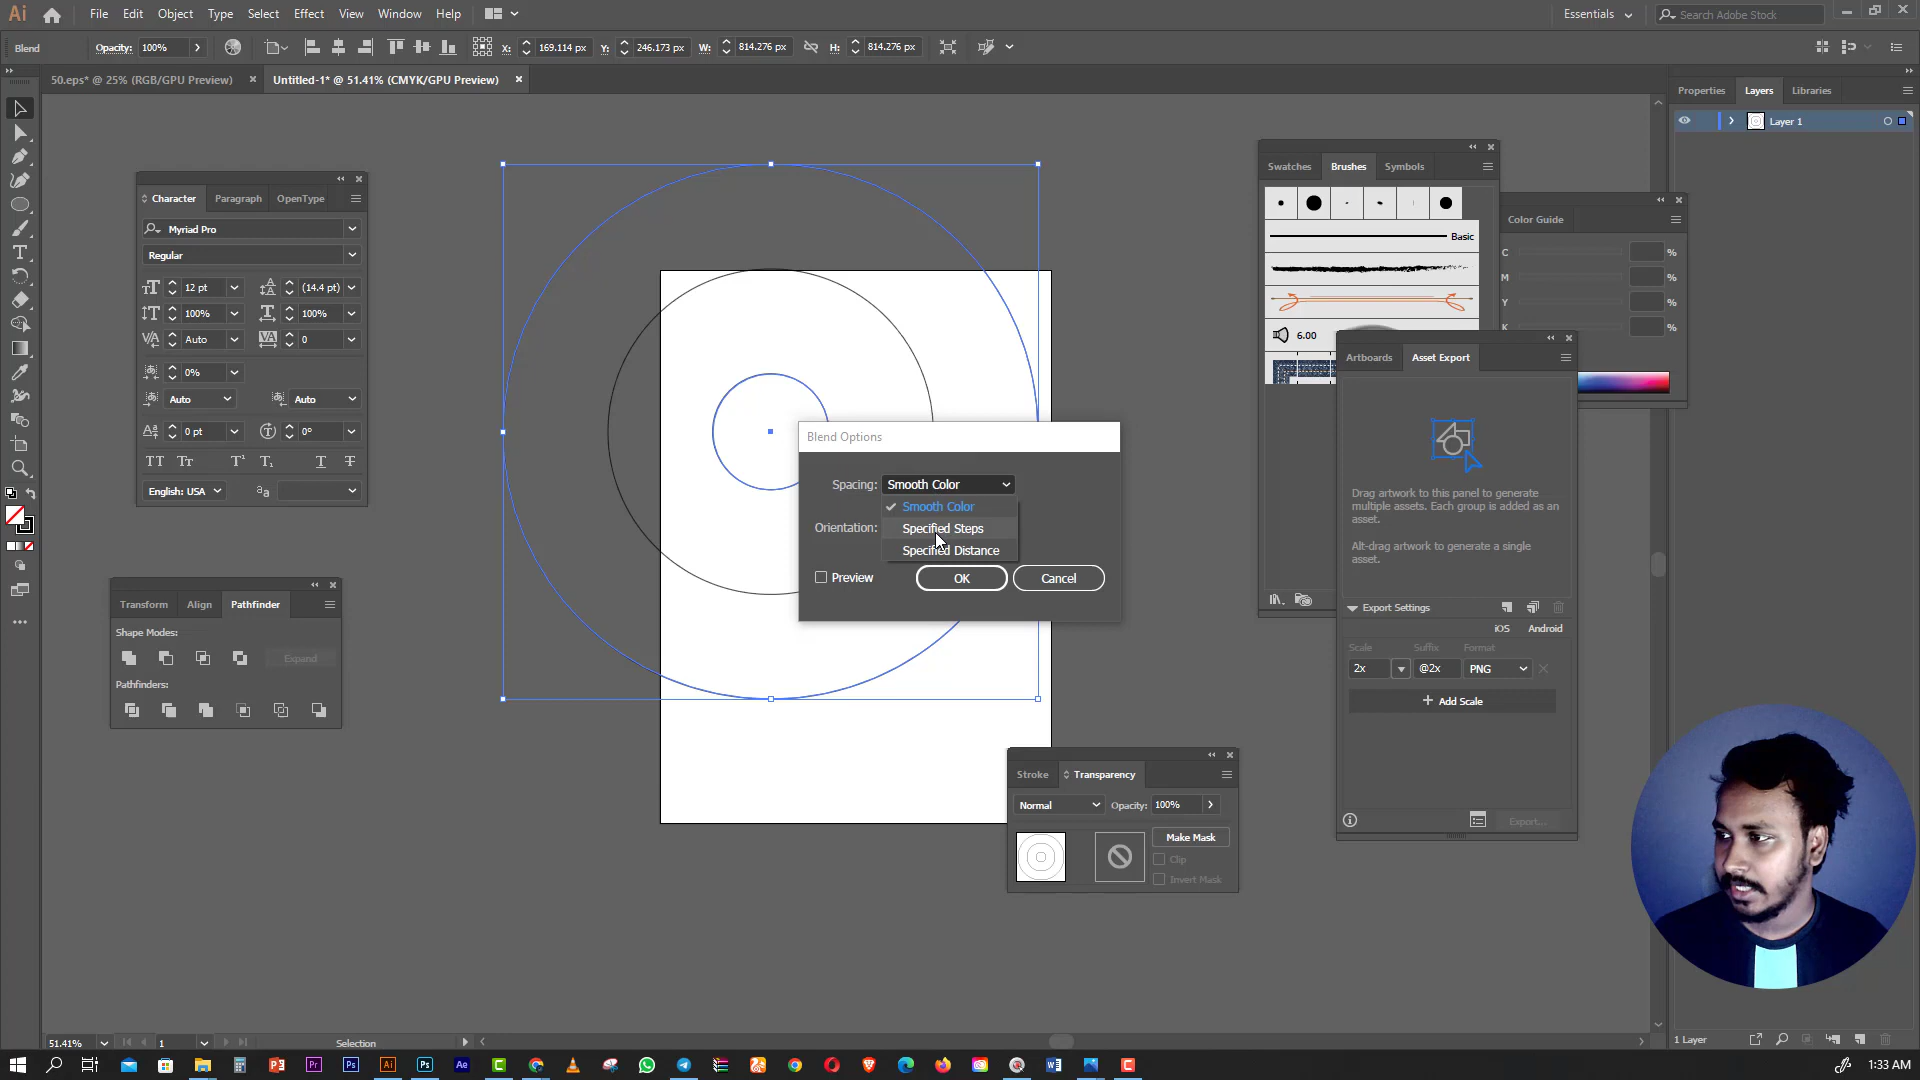 Ai File Edit Object Type Select Effect View Window Help Essentials Search Adobe Stock
Blend Opacity: 100% X: 169.114 px Y: 246.173 px W: 814.276 px H: 814.276 px
50.eps* @ 25% (RGB/GPU Preview) Untitled-1* @ 51.41% (CMYK/GPU Preview)
Properties Layers Libraries
Layer 1
Character Paragraph OpenType
Myriad Pro
Regular
12 pt (14.4 pt)
100% 100%
Auto 0
0%
Auto Auto
0 pt 0°
English: USA
Transform Align Pathfinder
Shape Modes:
Expand
Pathfinders:
Blend Options
Spacing: Smooth Color
Smooth Color
Orientation: Specified Steps
Specified Distance
Preview OK Cancel
Swatches Brushes Symbols
Basic
6.00
Color Guide
C %
M %
Y %
K %
Artboards Asset Export
Drag artwork to this panel to generate
multiple assets. Each group is added as an
asset.
Alt-drag artwork to generate a single
asset.
Export Settings
iOS Android
Scale Suffix Format
2x @2x PNG
+ Add Scale
Export...
Stroke Transparency
Normal Opacity: 100%
Make Mask
Clip
Invert Mask
51.41% 1 Selection
1 Layer
Pr Ps Ai Ps Ae
1:33 AM